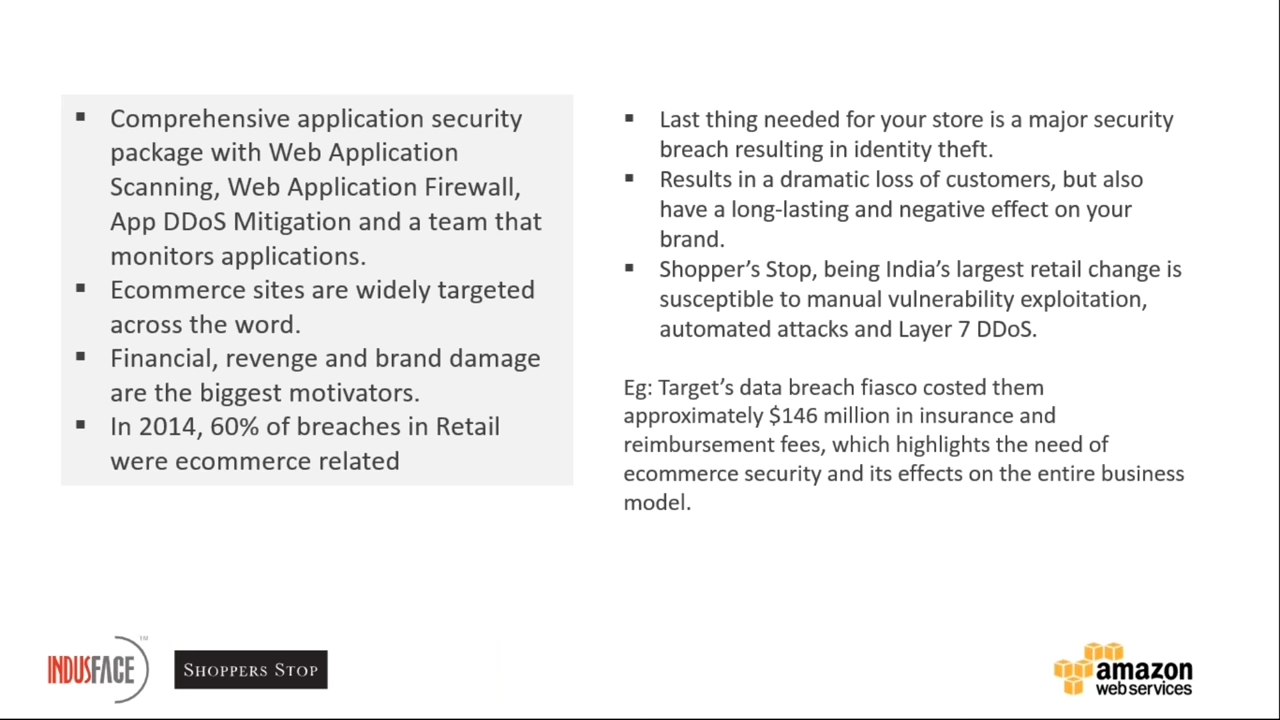 ▪ Comprehensive application security
package with Web Application
Scanning, Web Application Firewall,
App DDoS Mitigation and a team that
monitors applications.
▪ Ecommerce sites are widely targeted
across the word.
▪ Financial, revenge and brand damage
are the biggest motivators.
▪ In 2014, 60% of breaches in Retail
were ecommerce related
▪ Last thing needed for your store is a major security
breach resulting in identity theft.
▪ Results in a dramatic loss of customers, but also
have a long-lasting and negative effect on your
brand.
▪ Shopper’s Stop, being India’s largest retail change is
susceptible to manual vulnerability exploitation,
automated attacks and Layer 7 DDoS.
Eg: Target’s data breach fiasco costed them
approximately $146 million in insurance and
reimbursement fees, which highlights the need of
ecommerce security and its effects on the entire business
model.
INDUSFACE ™
SHOPPERS STOP
amazon
webservices